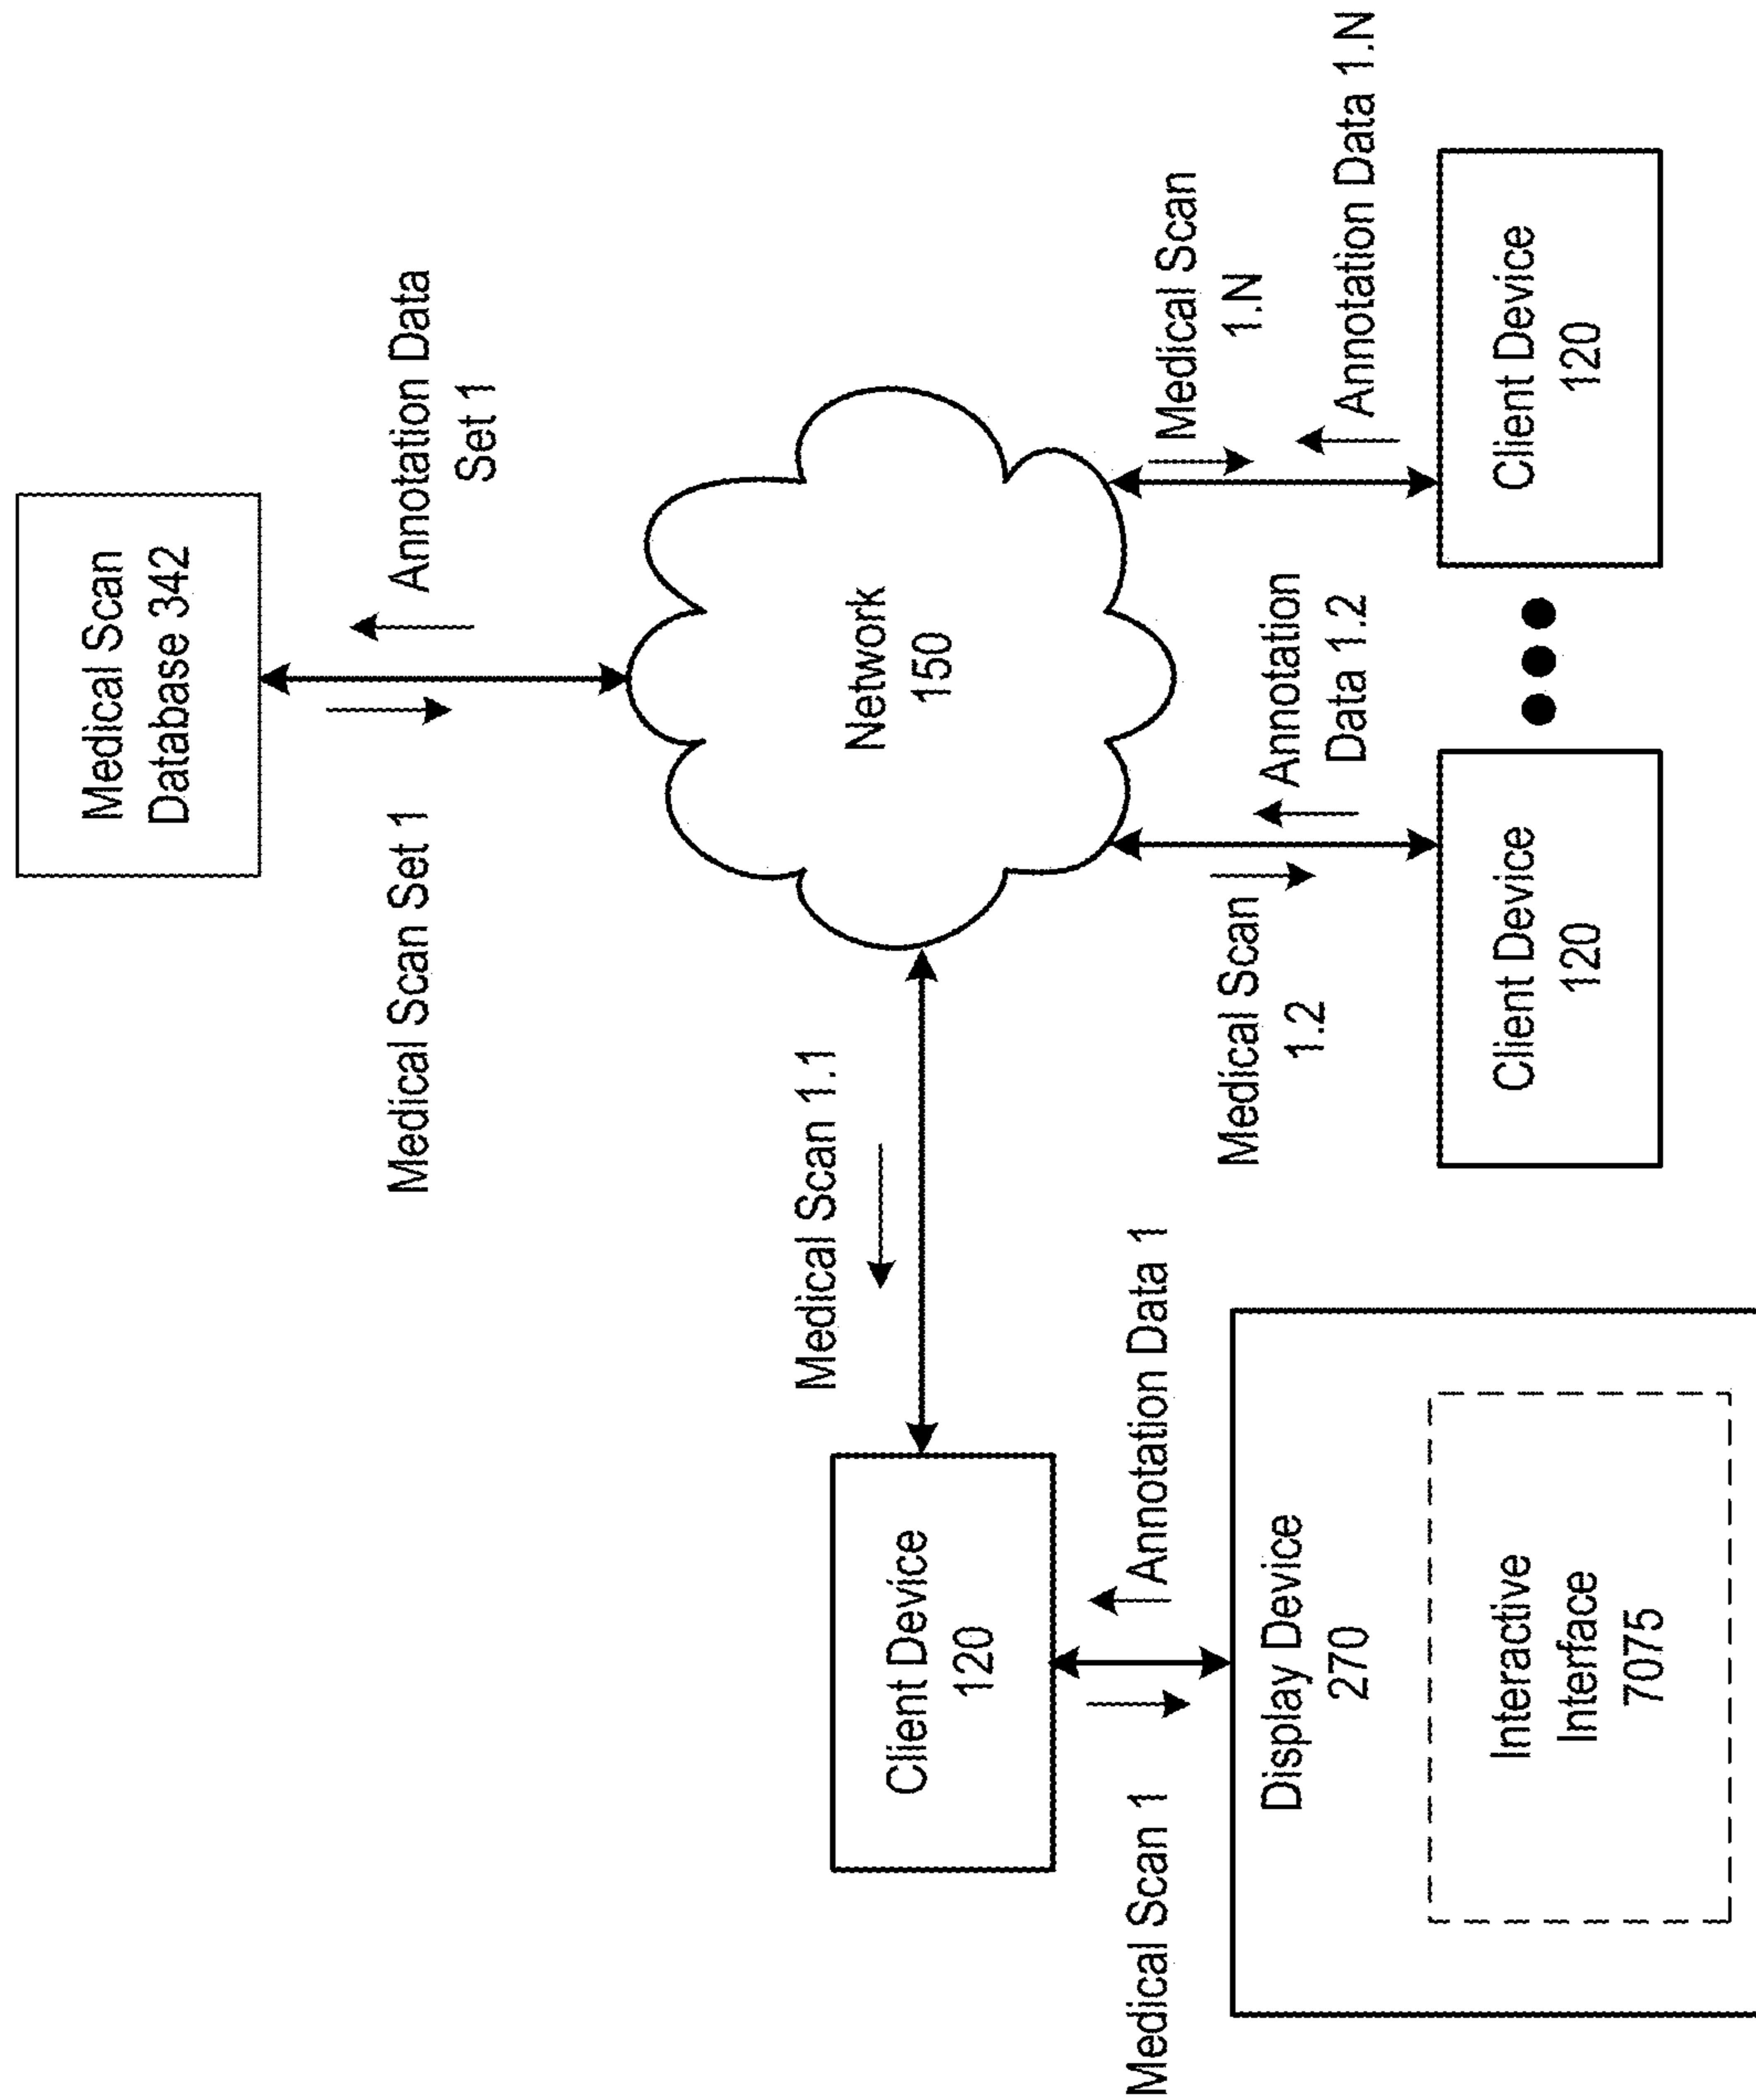 Medical Scan
Database 342
Medical Scan Set 1
Annotation Data
Set 1
Network
150
Medical Scan 1.1
Client Device
120
Medical Scan 1
Annotation Data 1
Display Device
270
Interactive
Interface
7075
Medical Scan
1.2
Annotation
Data 1.2
Client Device
120
Medical Scan
1.N
Annotation Data 1.N
Client Device
120